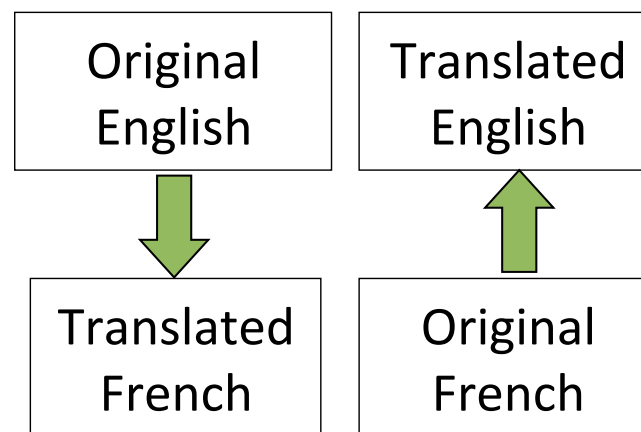 Original
English
Translated
English
Translated
French
Original
French